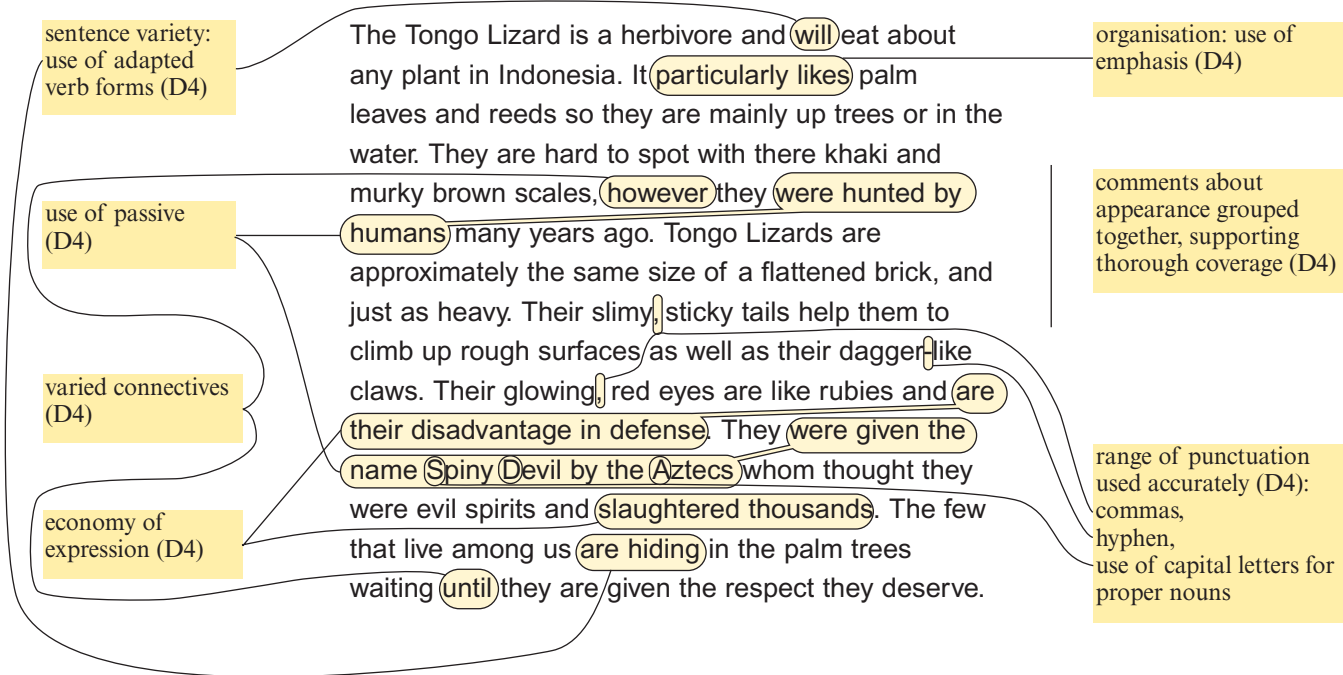 sentence variety:
use of adapted
verb forms (D4)
use of passive
(D4)
varied connectives
(D4)
economy of
expression (D4)
The Tongo Lizard is a herbivore and will eat about
any plant in Indonesia. It particularly likes palm
leaves and reeds so they are mainly up trees or in the
water. They are hard to spot with there khaki and
murky brown scales, however they were hunted by
humans many years ago. Tongo Lizards are
approximately the same size of a flattened brick, and
just as heavy. Their slimy, sticky tails help them to
climb up rough surfaces as well as their dagger-like
claws. Their glowing, red eyes are like rubies and are
their disadvantage in defense. They were given the
name Spiny Devil by the Aztecs whom thought they
were evil spirits and slaughtered thousands. The few
that live among us are hiding in the palm trees
waiting until they are given the respect they deserve.
organisation: use of
emphasis (D4)
comments about
appearance grouped
together, supporting
thorough coverage (D4)
range of punctuation
used accurately (D4):
commas,
hyphen,
use of capital letters for
proper nouns